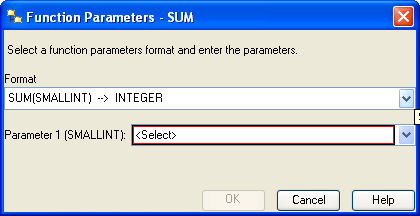 Function Parameters - SUM
Select a function parameters format and enter the parameters.
Format
SUM(SMALLINT) --> INTEGER
Parameter 1 (SMALLINT): <Select>
OK Cancel Help